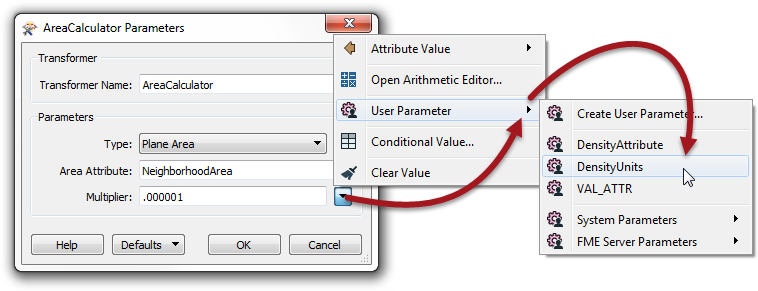 AreaCalculator Parameters
Transformer
Transformer Name: AreaCalculator
Parameters
Type: Plane Area
Area Attribute: NeighborhoodArea
Multiplier: .000001
Help Defaults OK Cancel
Attribute Value
Open Arithmetic Editor...
User Parameter
Conditional Value...
Clear Value
Create User Parameter...
DensityAttribute
DensityUnits
VAL_ATTR
System Parameters
FME Server Parameters